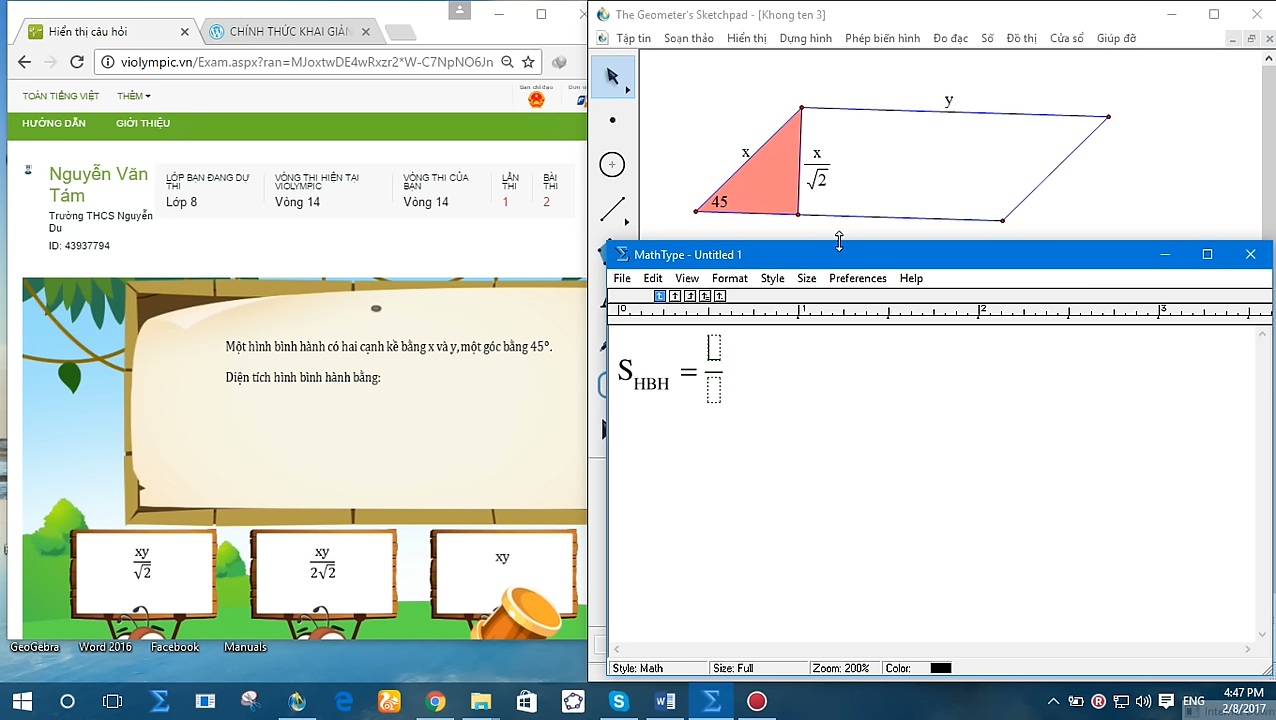 Hiển thị câu hỏi
CHÍNH THỨC KHAI GIẢN
violympic.vn/Exam.aspx?ran=MJoxtwDE4wRxzr2*W-C7NpNO6Jn
TOÁN TIẾNG VIỆT THÊM
HƯỚNG DẪN GIỚI THIỆU
Nguyễn Văn Tám
Trường THCS Nguyễn Du
ID: 43937794
LỚP BẠN ĐANG DỰ THI
Lớp 8
VÒNG THI HIỆN TẠI VIOLYMPIC
Vòng 14
VÒNG THI CỦA BẠN
Vòng 14
LẦN THI
1
BÀI THI
2
Một hình bình hành có hai cạnh kề bằng x và y, một góc bằng 45°.
Diện tích hình bình hành bằng:
xy/√2
xy/2√2
xy
GeoGebra Word 2016 Facebook Manuals
The Geometer's Sketchpad - [Khong ten 3]
Tập tin Soạn thảo Hiển thị Dựng hình Phép biến hình Đo đạc Số Đồ thị Cửa sổ Giúp đỡ
y
x
x/√2
45
MathType - Untitled 1
File Edit View Format Style Size Preferences Help
0 1 2 3
S_HBH =
Style: Math Size: Full Zoom: 200% Color:
ENG
4:47 PM
2/8/2017